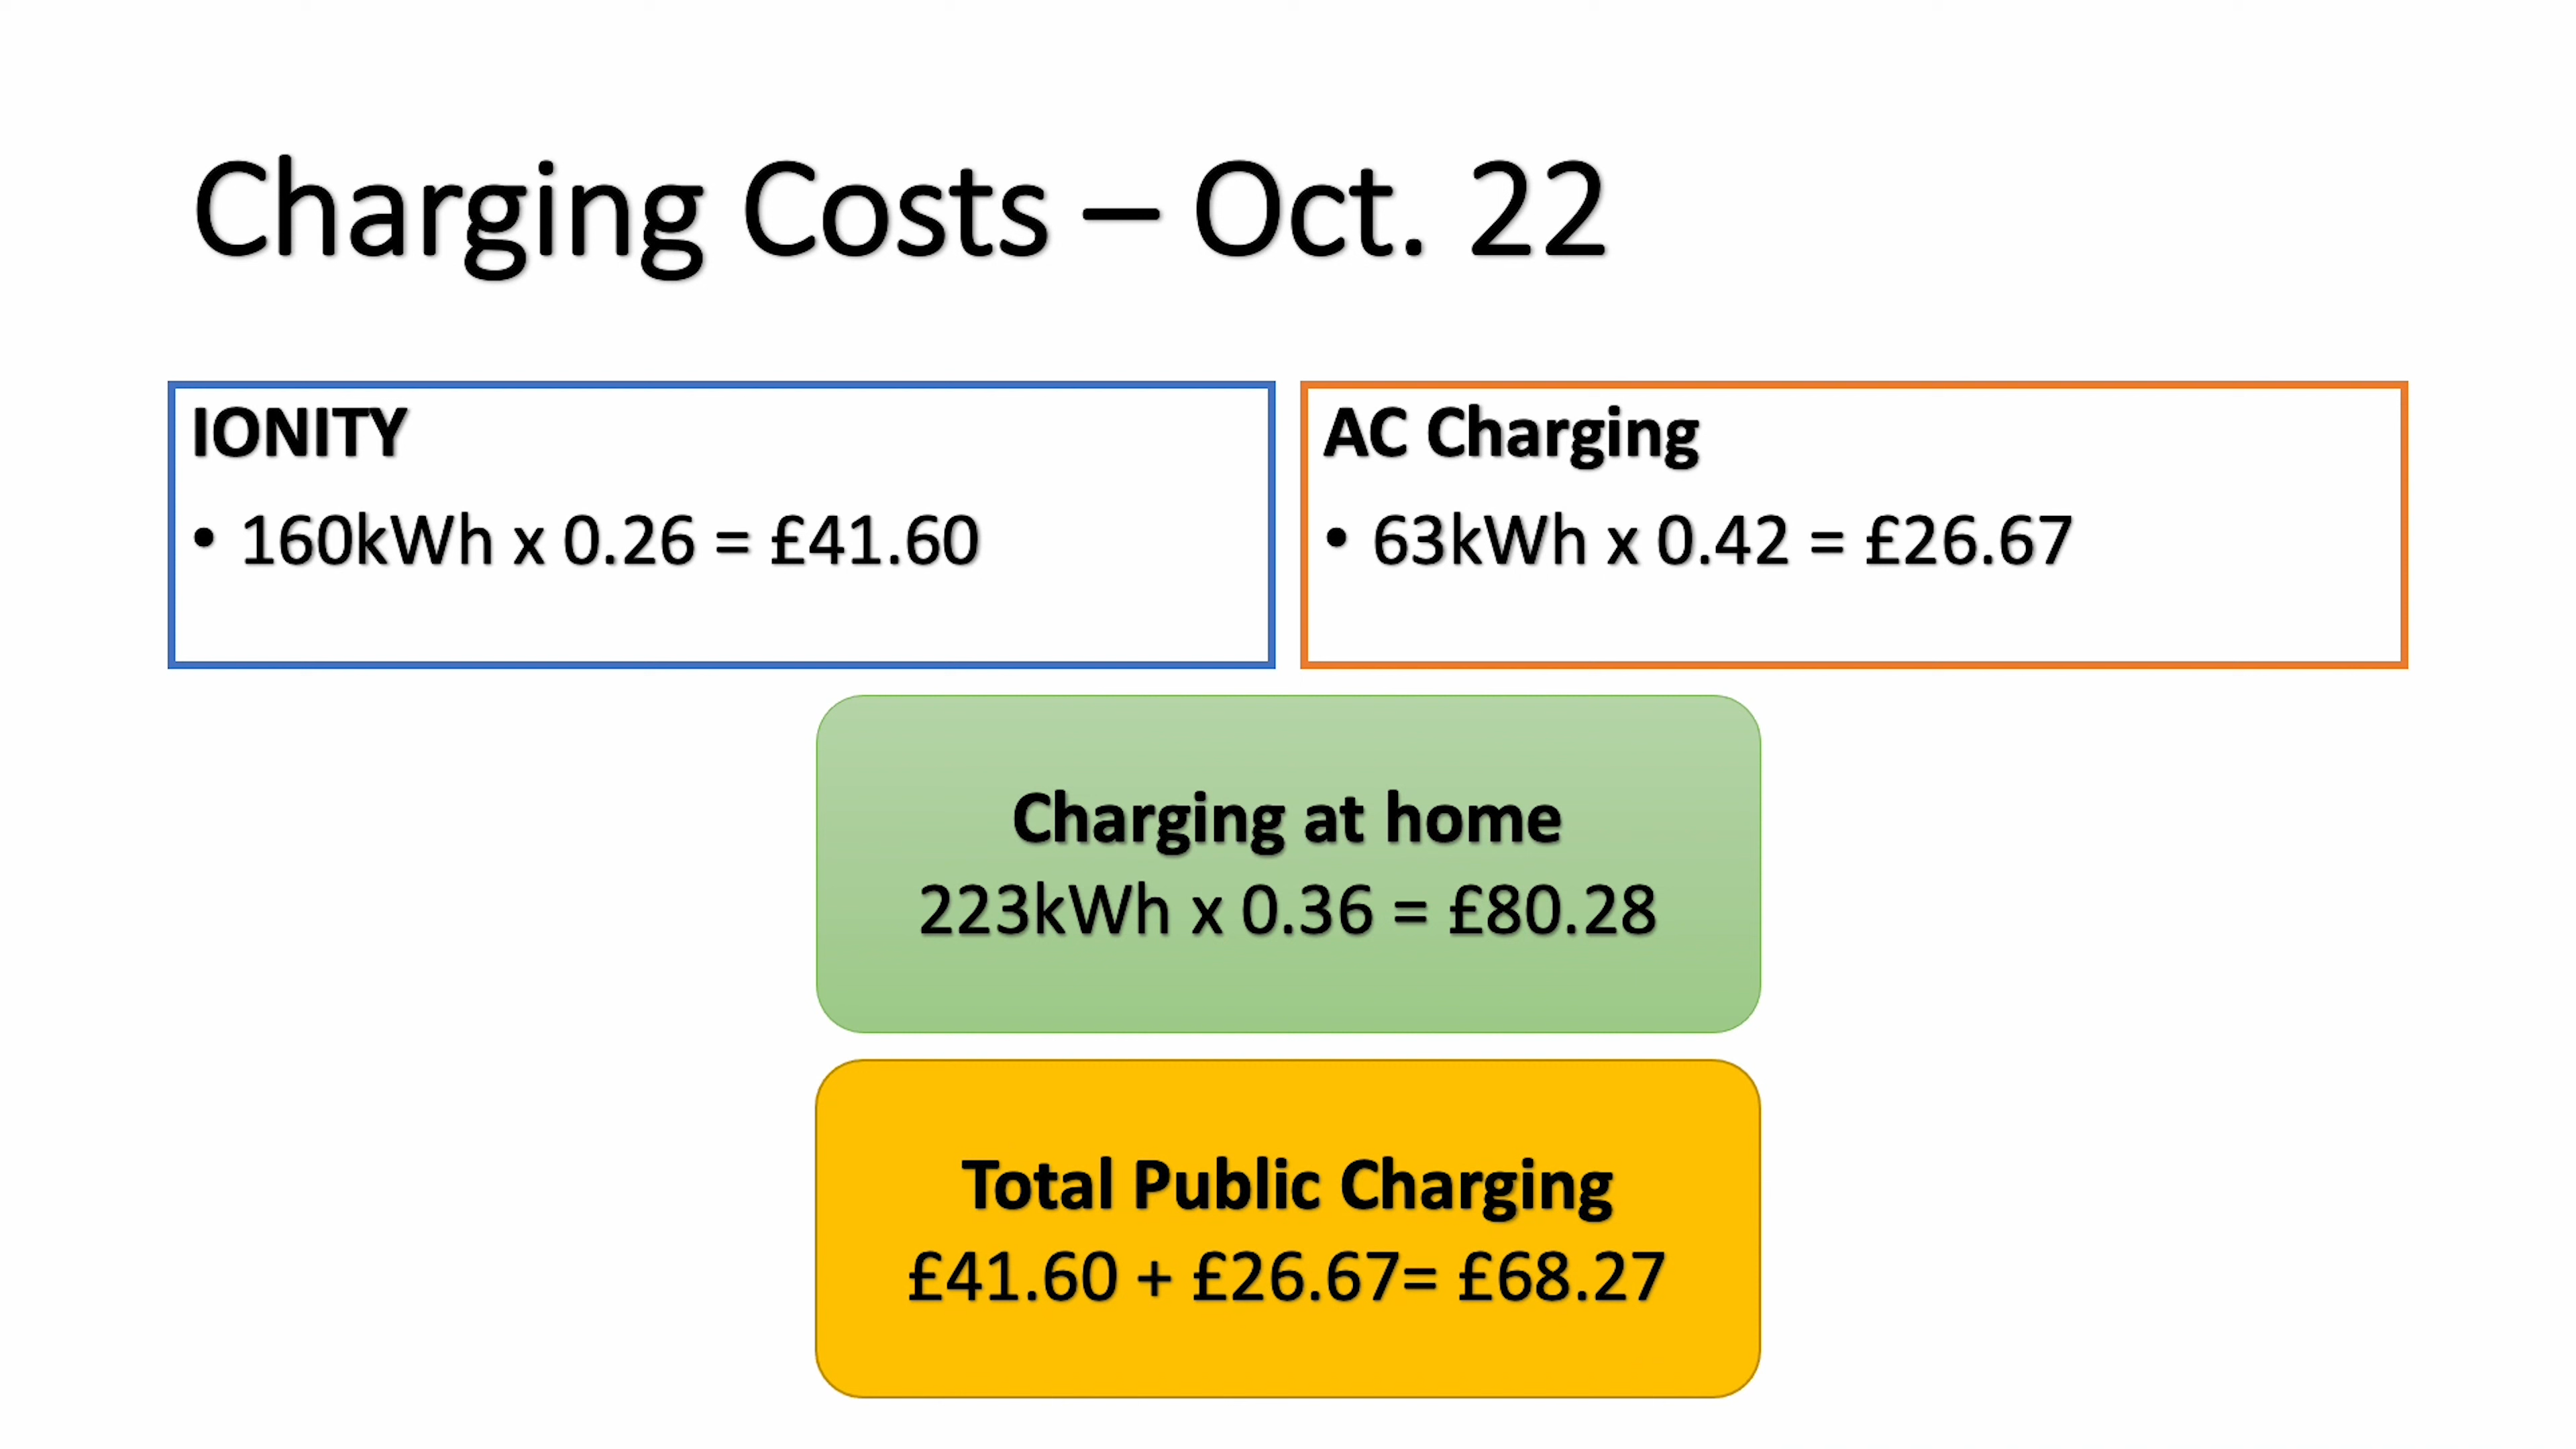 Charging Costs – Oct. 22
IONITY
• 160kWh x 0.26 = £41.60
AC Charging
• 63kWh x 0.42 = £26.67
Charging at home
223kWh x 0.36 = £80.28
Total Public Charging
£41.60 + £26.67= £68.27